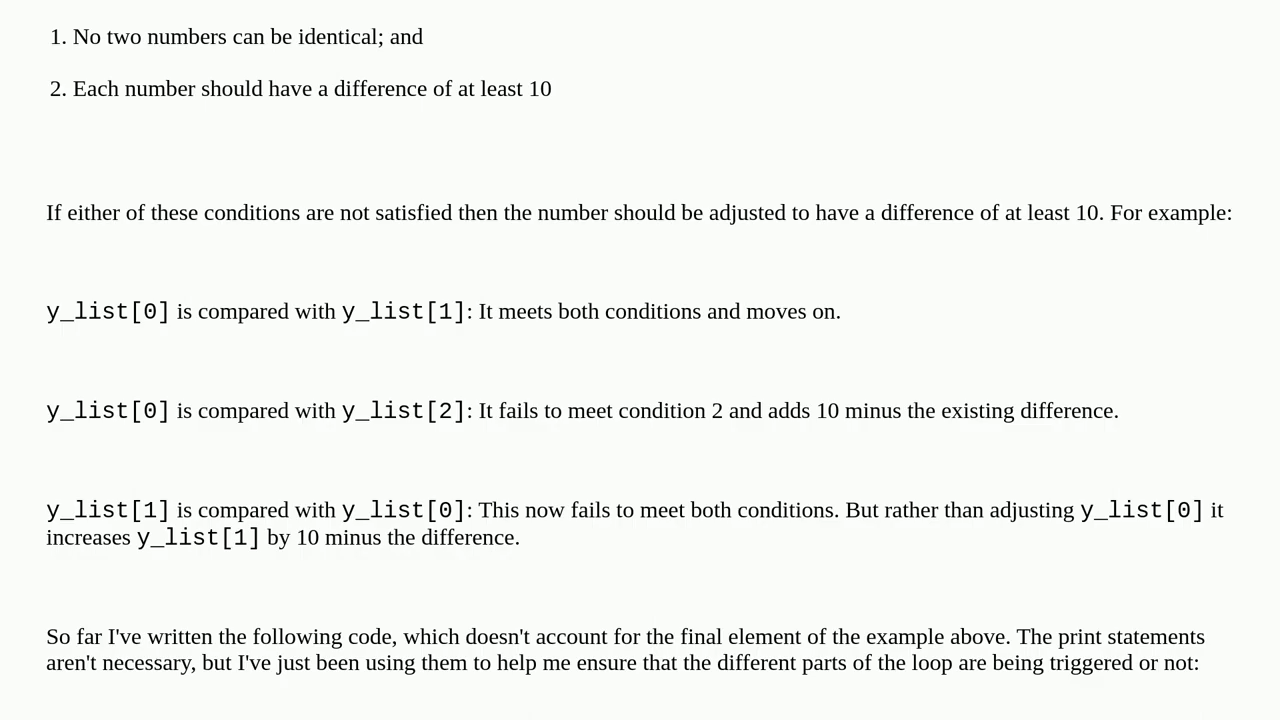 1. No two numbers can be identical; and
2. Each number should have a difference of at least 10
If either of these conditions are not satisfied then the number should be adjusted to have a difference of at least 10. For example:
y_list[0] is compared with y_list[1]: It meets both conditions and moves on.
y_list[0] is compared with y_list[2]: It fails to meet condition 2 and adds 10 minus the existing difference.
y_list[1] is compared with y_list[0]: This now fails to meet both conditions. But rather than adjusting y_list[0] it
increases y_list[1] by 10 minus the difference.
So far I've written the following code, which doesn't account for the final element of the example above. The print statements
aren't necessary, but I've just been using them to help me ensure that the different parts of the loop are being triggered or not: